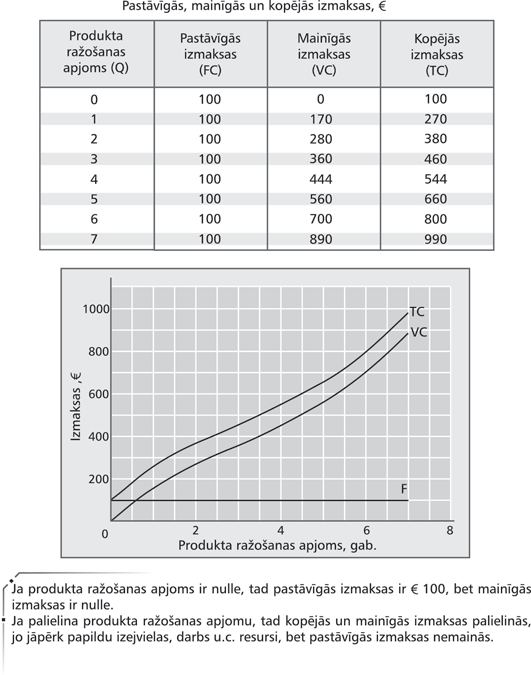 Pastāvīgās, mainīgās un kopējās izmaksas, €
Produkta ražošanas apjoms (Q) Pastāvīgās izmaksas (FC) Mainīgās izmaksas (VC) Kopējās izmaksas (TC)
0 100 0 100
1 100 170 270
2 100 280 380
3 100 360 460
4 100 444 544
5 100 560 660
6 100 700 800
7 100 890 990
1000
800
600
400
200
0 2 4 6 8
Izmaksas ,€
TC
VC
F
Produkta ražošanas apjoms, gab.
Ja produkta ražošanas apjoms ir nulle, tad pastāvīgās izmaksas ir € 100, bet mainīgās
izmaksas ir nulle.
Ja palielina produkta ražošanas apjomu, tad kopējās un mainīgās izmaksas palielinās,
jo jāpērk papildu izejvielas, darbs u.c. resursi, bet pastāvīgās izmaksas nemainās.